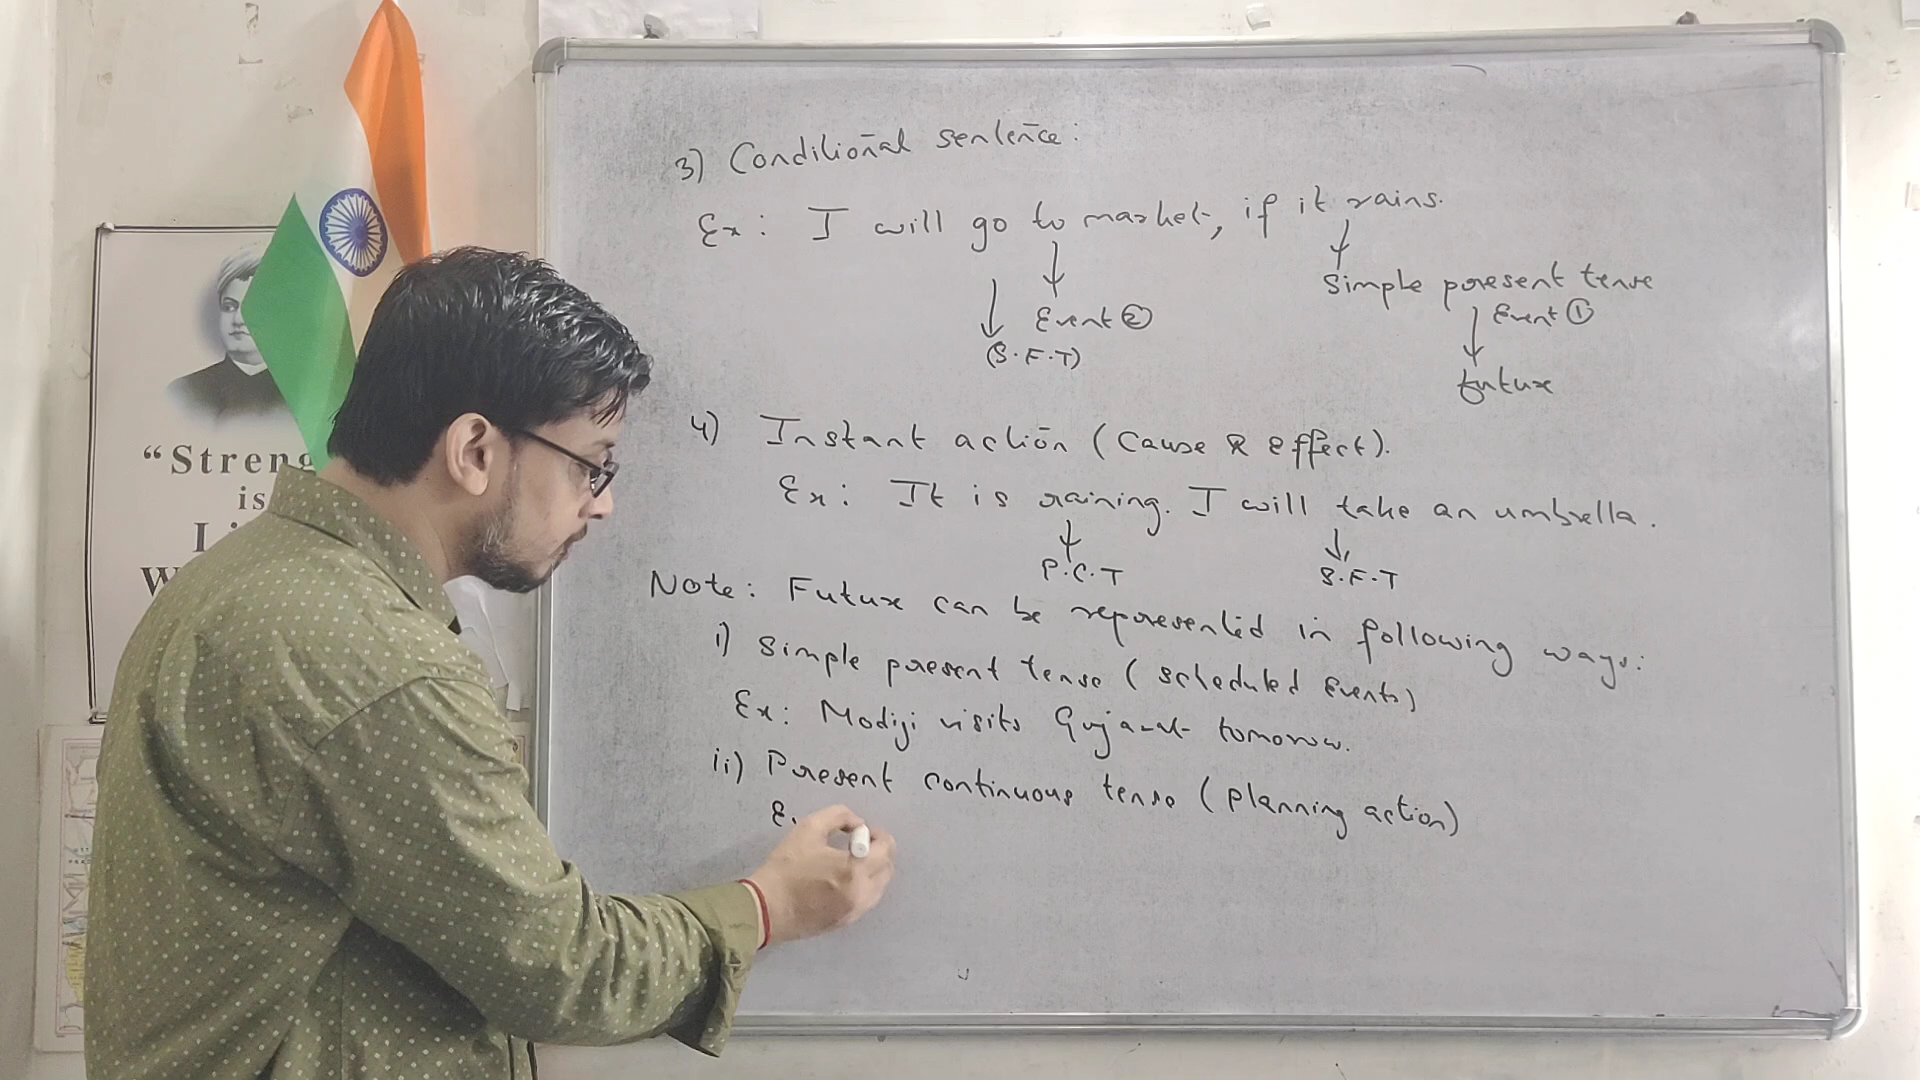 3) Conditional sentence:
Ex: I will go to market, if it rains.
Simple present tense
Event ② Event ①
(S.F.T)
future
4) Instant action (Cause & effect).
Ex: It is raining. I will take an umbrella.
P.C.T S.F.T
Note: Future can be represented in following ways:
i) Simple present tense (scheduled Events)
Ex: Modiji visits Gujarat tomorrow.
ii) Present continuous tense (planning action)
"Streng
is
W